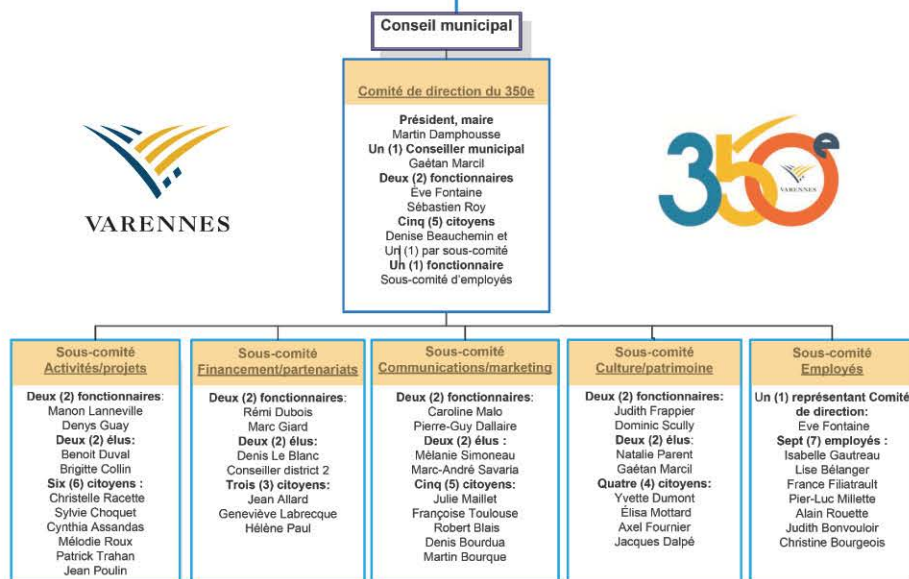 Conseil municipal
Comité de direction du 350e
Président, maire
Martin Damphousse
Un (1) Conseiller municipal
Gaétan Marcil
Deux (2) fonctionnaires
Ève Fontaine
Sébastien Roy
Cinq (5) citoyens
Denise Beauchemin et
Un (1) par sous-comité
Un (1) fonctionnaire
Sous-comité d'employés
VARENNES
350e
VARENNES
Sous-comité
Activités/projets
Deux (2) fonctionnaires:
Manon Lanneville
Denys Guay
Deux (2) élus:
Benoit Duval
Brigitte Collin
Six (6) citoyens :
Christelle Racette
Sylvie Choquet
Cynthia Assandas
Mélodie Roux
Patrick Trahan
Jean Poulin
Sous-comité
Financement/partenariats
Deux (2) fonctionnaires:
Rémi Dubois
Marc Giard
Deux (2) élus:
Denis Le Blanc
Conseiller district 2
Trois (3) citoyens:
Jean Allard
Geneviève Labrecque
Hélène Paul
Sous-comité
Communications/marketing
Deux (2) fonctionnaires:
Caroline Malo
Pierre-Guy Dallaire
Deux (2) élus :
Mélanie Simoneau
Marc-André Savaria
Cinq (5) citoyens:
Julie Maillet
Françoise Toulouse
Robert Blais
Denis Bourdua
Martin Bourque
Sous-comité
Culture/patrimoine
Deux (2) fonctionnaires:
Judith Frappier
Dominic Scully
Deux (2) élus:
Natalie Parent
Gaétan Marcil
Quatre (4) citoyens:
Yvette Dumont
Élisa Mottard
Axel Fournier
Jacques Dalpé
Sous-comité
Employés
Un (1) représentant Comité
de direction:
Eve Fontaine
Sept (7) employés :
Isabelle Gautreau
Lise Bélanger
France Filiatrault
Pier-Luc Millette
Alain Rouette
Judith Bonvouloir
Christine Bourgeois